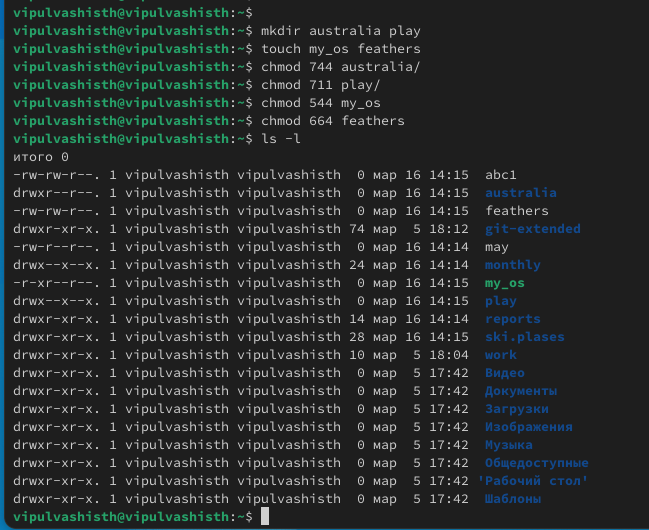 vipulvashisth@vipulvashisth:~$
vipulvashisth@vipulvashisth:~$ mkdir australia play
vipulvashisth@vipulvashisth:~$ touch my_os feathers
vipulvashisth@vipulvashisth:~$ chmod 744 australia/
vipulvashisth@vipulvashisth:~$ chmod 711 play/
vipulvashisth@vipulvashisth:~$ chmod 544 my_os
vipulvashisth@vipulvashisth:~$ chmod 664 feathers
vipulvashisth@vipulvashisth:~$ ls -l
итого 0
-rw-rw-r--. 1 vipulvashisth vipulvashisth  0 мар 16 14:15  abc1
drwxr--r--. 1 vipulvashisth vipulvashisth  0 мар 16 14:15  australia
-rw-rw-r--. 1 vipulvashisth vipulvashisth  0 мар 16 14:15  feathers
drwxr-xr-x. 1 vipulvashisth vipulvashisth 74 мар  5 18:12  git-extended
-rw-r--r--. 1 vipulvashisth vipulvashisth  0 мар 16 14:14  may
drwx--x--x. 1 vipulvashisth vipulvashisth 24 мар 16 14:14  monthly
-r-xr--r--. 1 vipulvashisth vipulvashisth  0 мар 16 14:15  my_os
drwx--x--x. 1 vipulvashisth vipulvashisth  0 мар 16 14:15  play
drwxr-xr-x. 1 vipulvashisth vipulvashisth 14 мар 16 14:14  reports
drwxr-xr-x. 1 vipulvashisth vipulvashisth 28 мар 16 14:15  ski.plases
drwxr-xr-x. 1 vipulvashisth vipulvashisth 10 мар  5 18:04  work
drwxr-xr-x. 1 vipulvashisth vipulvashisth  0 мар  5 17:42  Видео
drwxr-xr-x. 1 vipulvashisth vipulvashisth  0 мар  5 17:42  Документы
drwxr-xr-x. 1 vipulvashisth vipulvashisth  0 мар  5 17:42  Загрузки
drwxr-xr-x. 1 vipulvashisth vipulvashisth  0 мар  5 17:42  Изображения
drwxr-xr-x. 1 vipulvashisth vipulvashisth  0 мар  5 17:42  Музыка
drwxr-xr-x. 1 vipulvashisth vipulvashisth  0 мар  5 17:42  Общедоступные
drwxr-xr-x. 1 vipulvashisth vipulvashisth  0 мар  5 17:42 'Рабочий стол'
drwxr-xr-x. 1 vipulvashisth vipulvashisth  0 мар  5 17:42  Шаблоны
vipulvashisth@vipulvashisth:~$